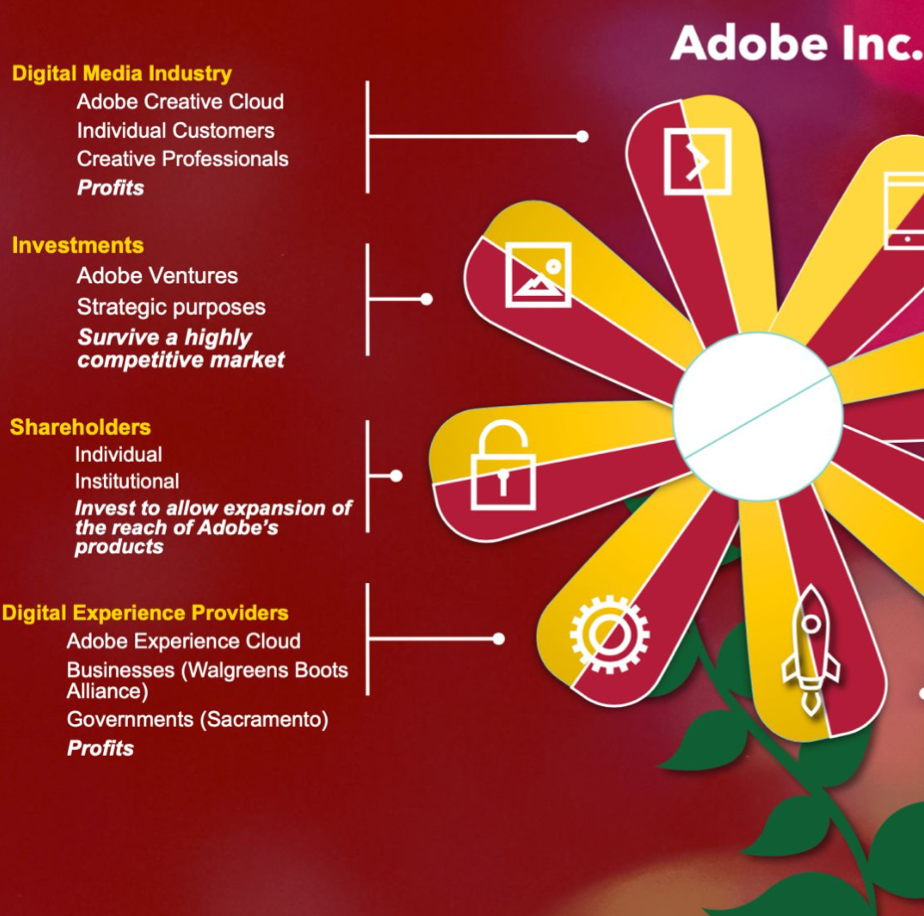 Adobe Inc.
Digital Media Industry
Adobe Creative Cloud
Individual Customers
Creative Professionals
Profits
Investments
Adobe Ventures
Strategic purposes
Survive a highly
competitive market
Shareholders
Individual
Institutional
Invest to allow expansion of
the reach of Adobe's
products
Digital Experience Providers
Adobe Experience Cloud
Businesses (Walgreens Boots
Alliance)
Governments (Sacramento)
Profits